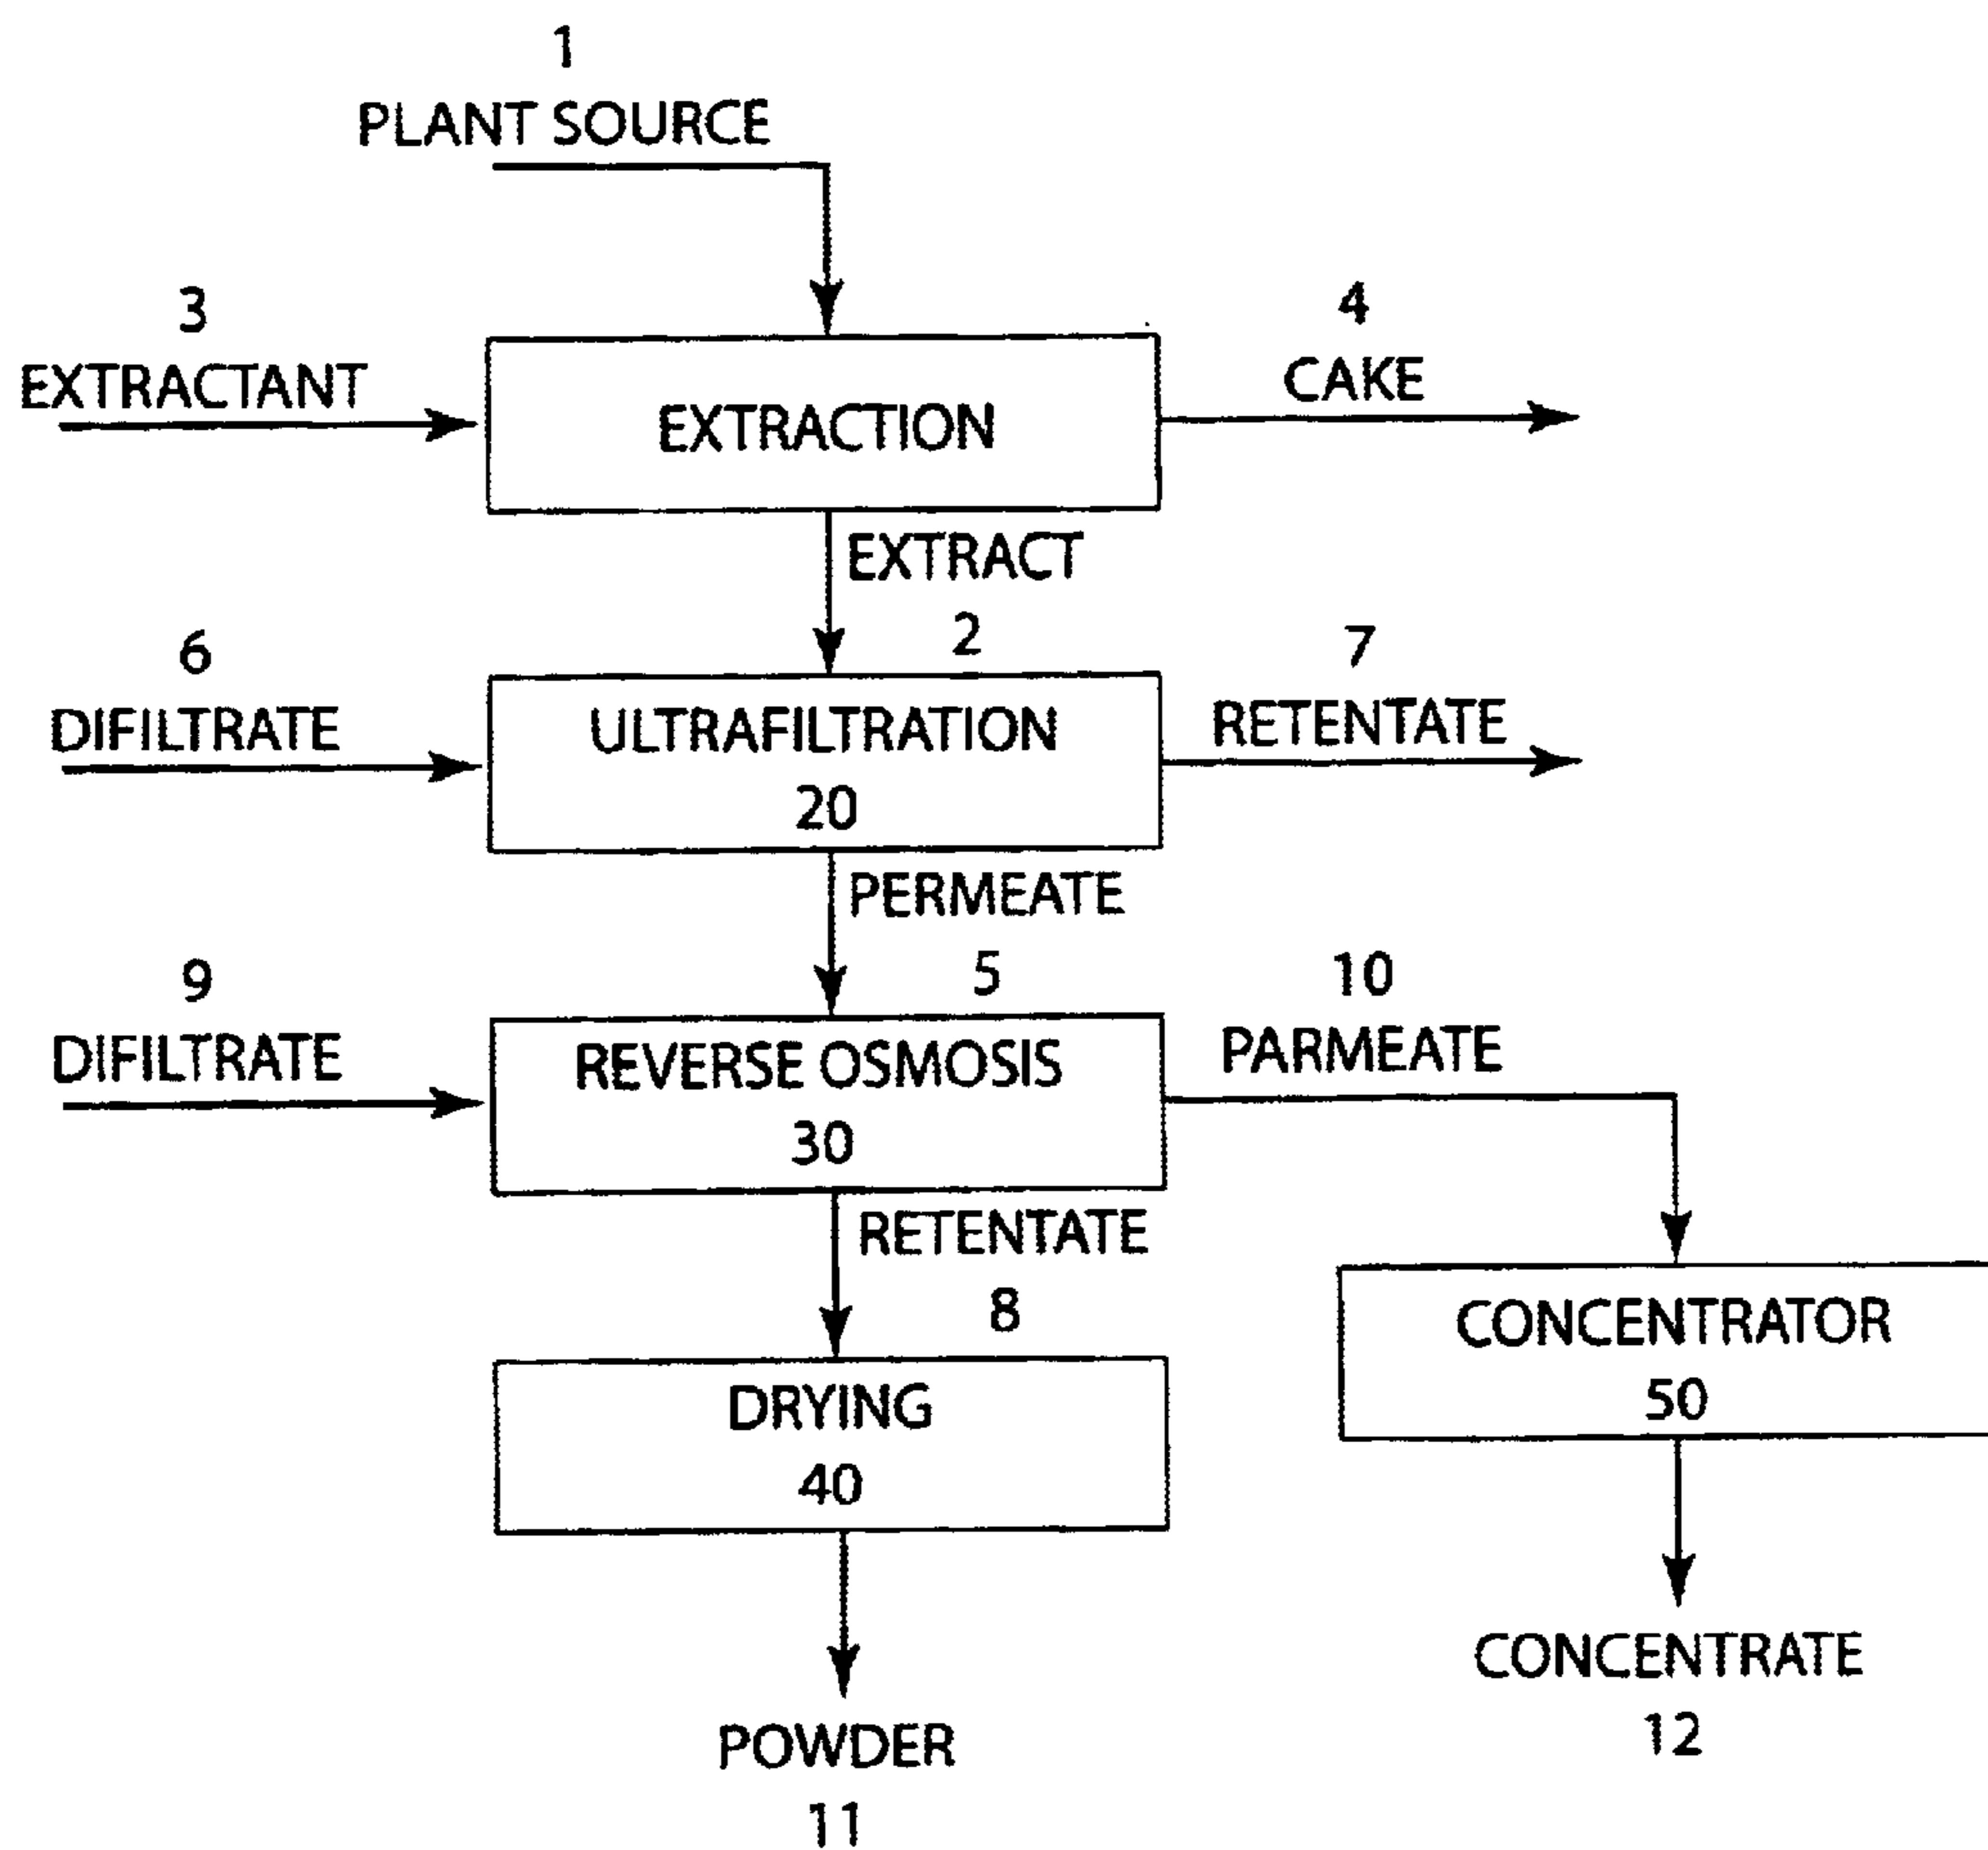 1
PLANT SOURCE
3
EXTRACTANT
EXTRACTION
4
CAKE
EXTRACT
2
6
DIFILTRATE
ULTRAFILTRATION
20
7
RETENTATE
PERMEATE
5
9
DIFILTRATE
REVERSE OSMOSIS
30
10
PARMEATE
RETENTATE
8
DRYING
40
CONCENTRATOR
50
POWDER
11
CONCENTRATE
12